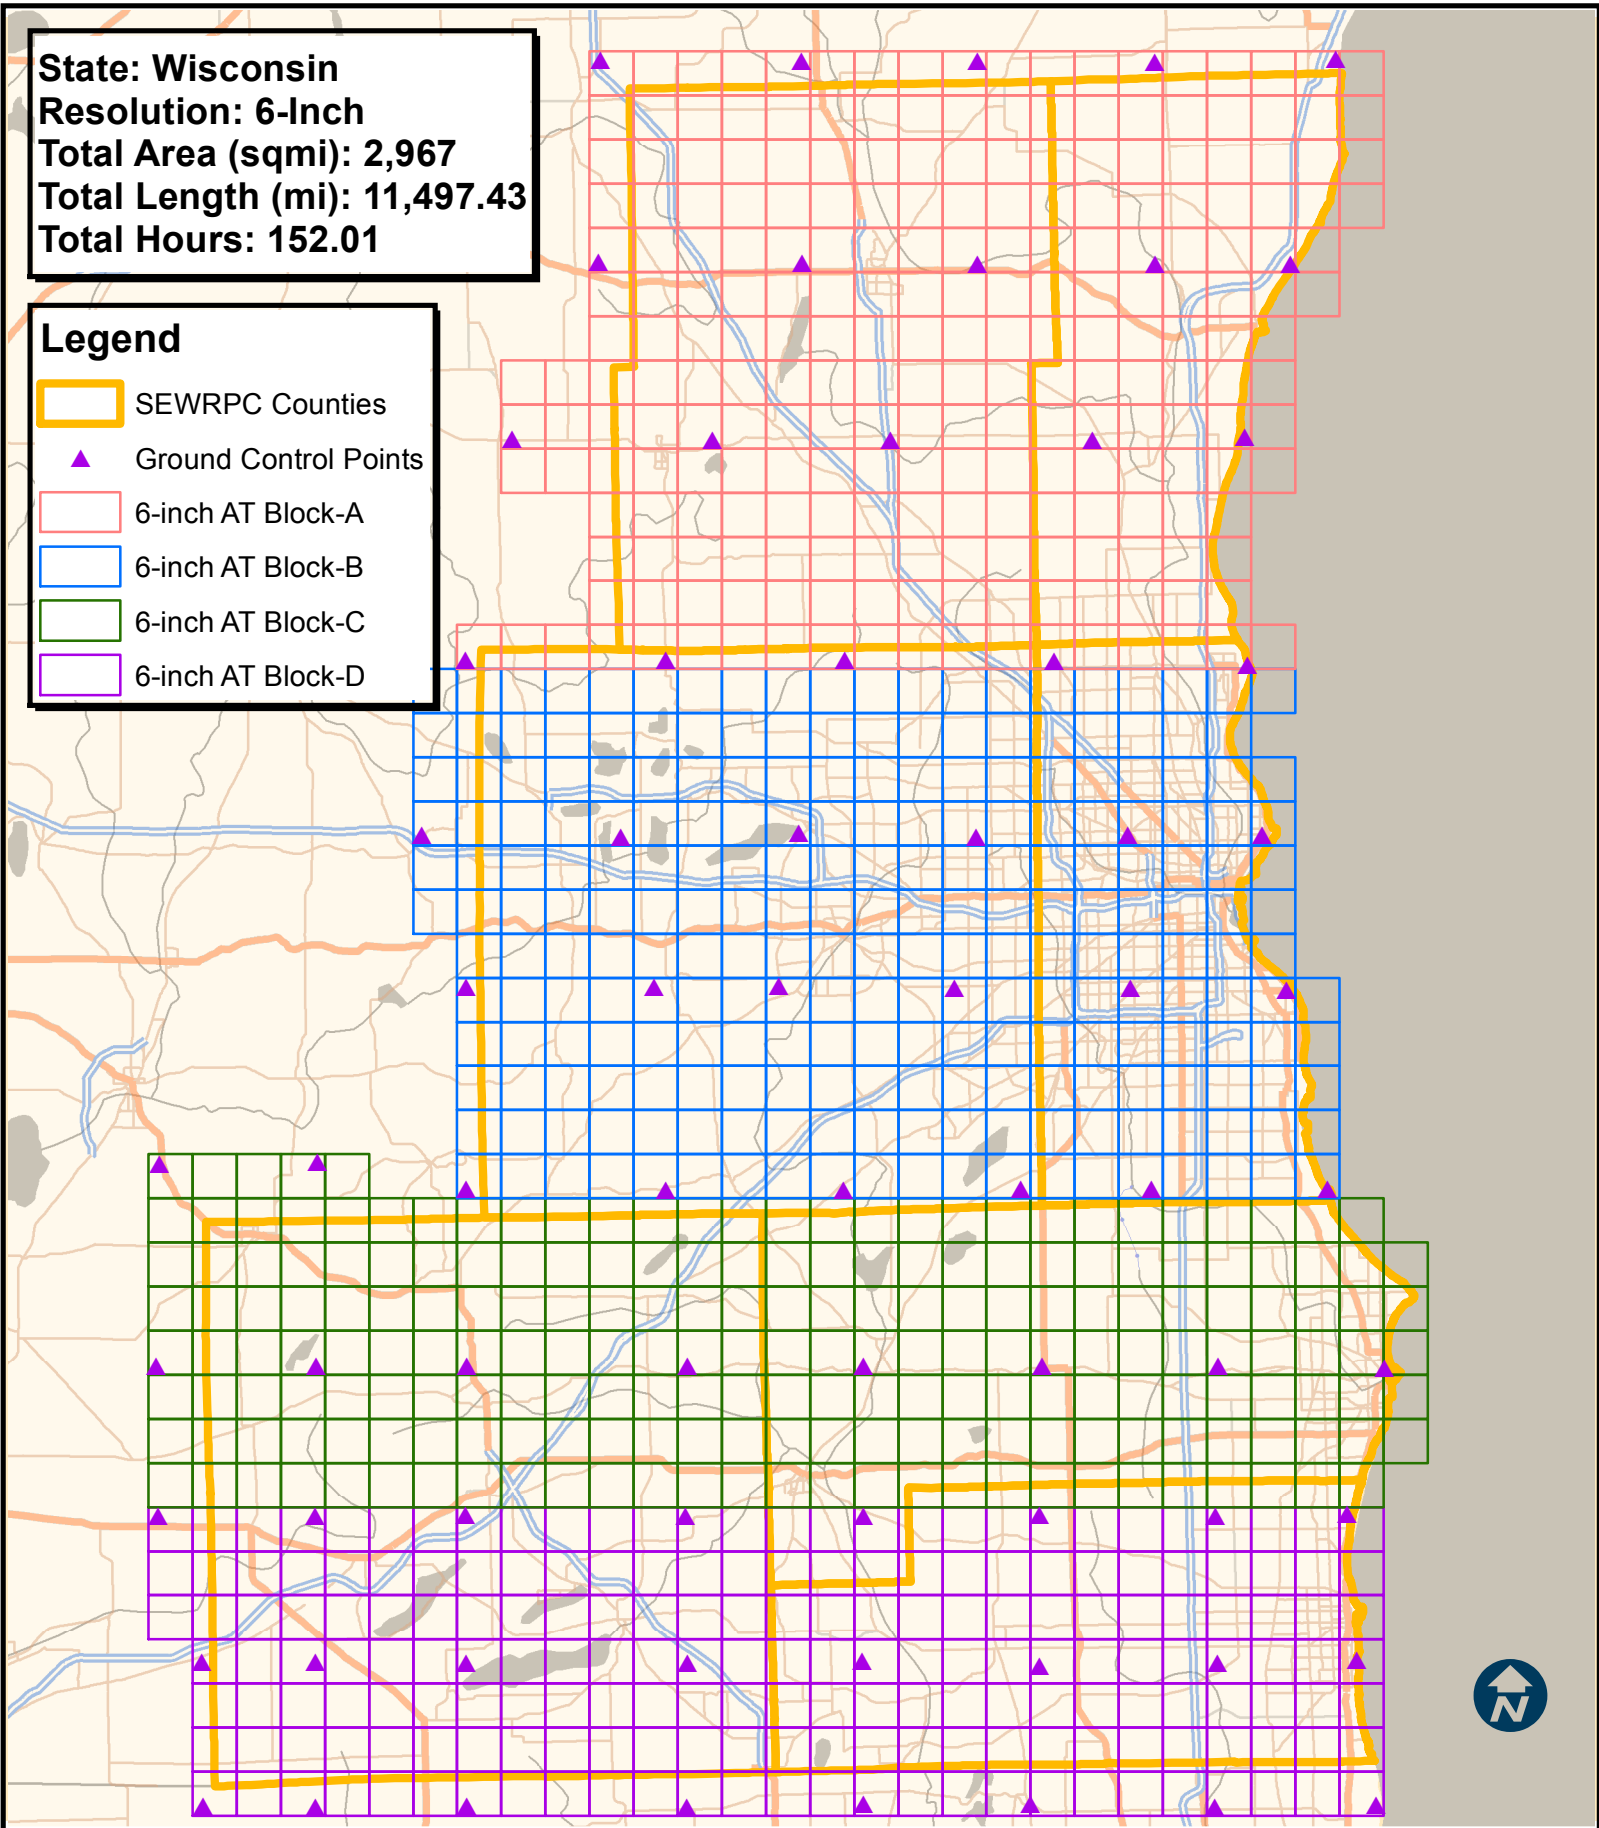 State: Wisconsin
Resolution: 6-Inch
Total Area (sqmi): 2,967
Total Length (mi): 11,497.43
Total Hours: 152.01
Legend
SEWRPC Counties
Ground Control Points
6-inch AT Block-A
6-inch AT Block-B
6-inch AT Block-C
6-inch AT Block-D
N